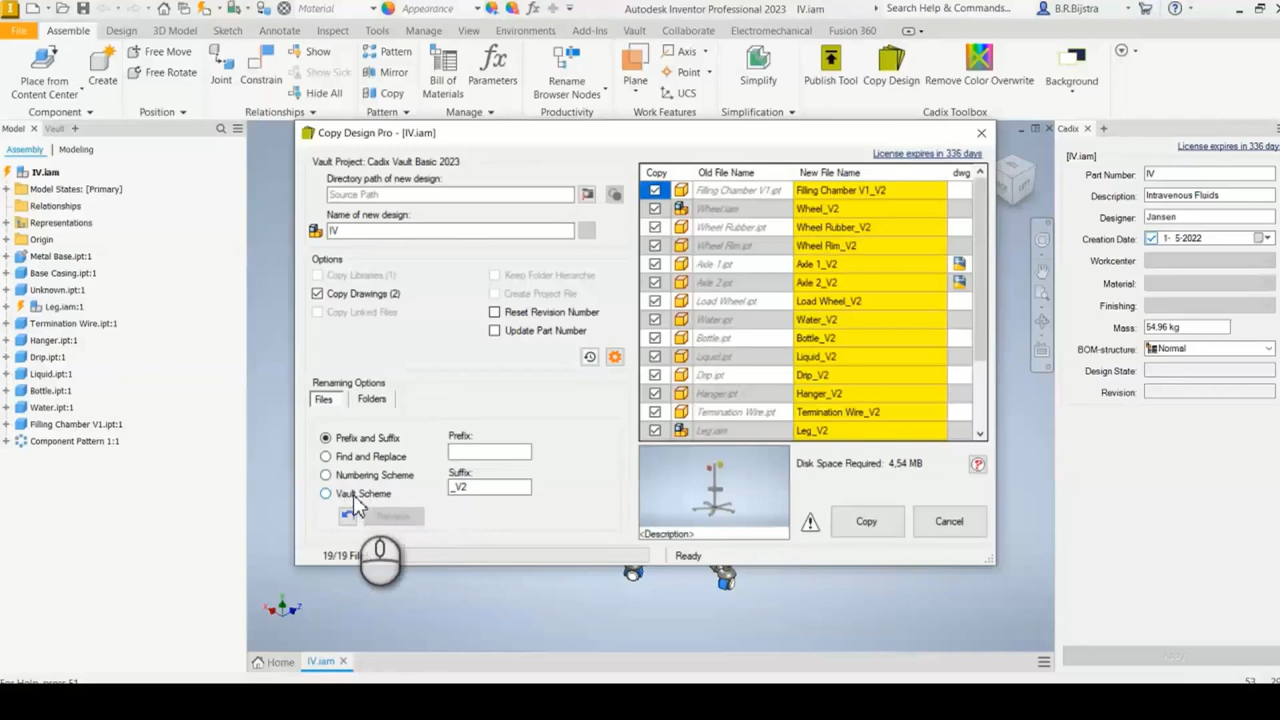 Material
Appearance
Autodesk Inventor Professional 2023 IV.iam
Search Help & Commands...
B.R.Bijstra
File Assemble Design 3D Model Sketch Annotate Inspect Tools Manage View Environments Add-Ins Vault Collaborate Electromechanical Fusion 360
Place from
Content Center
Create
Free Move
Free Rotate
Joint
Constrain
Show
Show Sick
Hide All
Pattern
Mirror
Copy
Bill of
Materials
Parameters
Rename
Browser Nodes
Plane
Axis
Point
UCS
Simplify
Publish Tool
Copy Design
Remove Color Overwrite
Background
Component
Position
Relationships
Pattern
Manage
Productivity
Work Features
Simplification
Cadix Toolbox
Model
Vault
Assembly
Modeling
IV.iam
Model States: [Primary]
Relationships
Representations
Origin
Metal Base.ipt:1
Base Casing.ipt:1
Unknown.ipt:1
Leg.iam:1
Termination Wire.ipt:1
Hanger.ipt:1
Drip.ipt:1
Liquid.ipt:1
Bottle.ipt:1
Water.ipt:1
Filling Chamber V1.ipt:1
Component Pattern 1:1
Copy Design Pro - [IV.iam]
Vault Project: Cadix Vault Basic 2023
License expires in 336 days
Directory path of new design:
Source Path
Name of new design:
IV
Options
Copy Libraries (1)
Copy Drawings (2)
Copy Linked Files
Keep Folder Hierarchie
Create Project File
Reset Revision Number
Update Part Number
Renaming Options
Files
Folders
Prefix and Suffix
Find and Replace
Numbering Scheme
Vault Scheme
Prefix:
Suffix:
_V2
Rename
19/19 Fil
Ready
Copy Old File Name New File Name dwg
Filling Chamber V1.ipt Filling Chamber V1_V2
Wheel.iam Wheel_V2
Wheel Rubber.ipt Wheel Rubber_V2
Wheel Rim.ipt Wheel Rim_V2
Axle 1.ipt Axle 1_V2
Axle 2.ipt Axle 2_V2
Load Wheel.ipt Load Wheel_V2
Water.ipt Water_V2
Bottle.ipt Bottle_V2
Liquid.ipt Liquid_V2
Drip.ipt Drip_V2
Hanger.ipt Hanger_V2
Termination Wire.ipt Termination Wire_V2
Leg.iam Leg_V2
Disk Space Required: 4,54 MB
<Description>
Copy
Cancel
Cadix
License expires in 336 day
[IV.iam]
Part Number: IV
Description: Intravenous Fluids
Designer: Jansen
Creation Date: 1- 5-2022
Workcenter
Material:
Finishing:
Mass: 54,96 kg
BOM-structure: Normal
Design State:
Revision:
Home
IV.iam
For Help, press F1
53